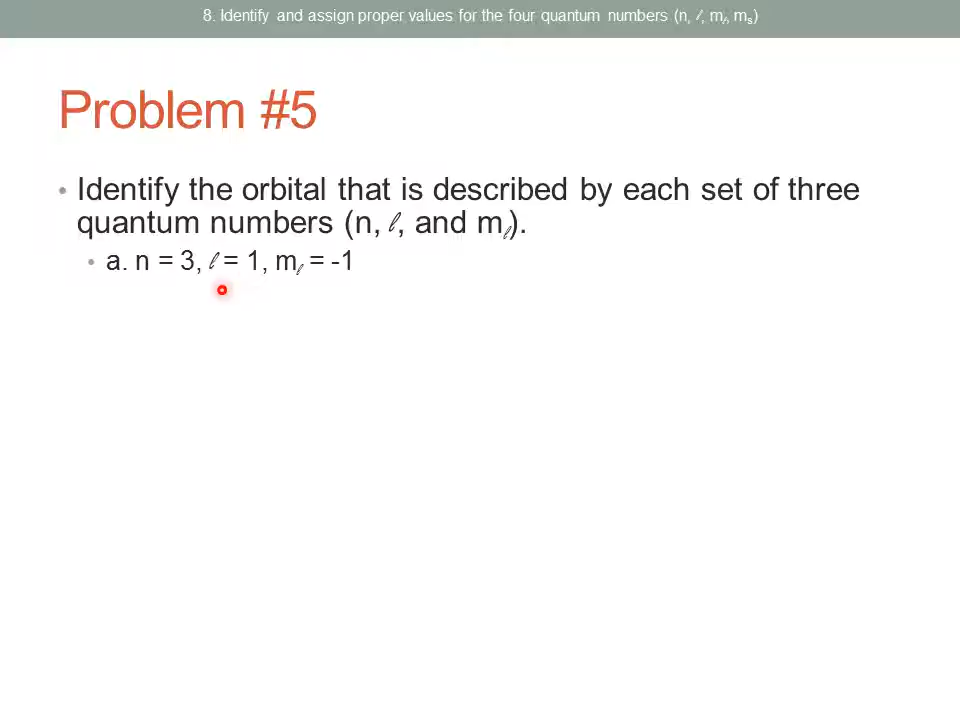 8. Identify and assign proper values for the four quantum numbers (n, ℓ, mℓ, ms)
Problem #5
• Identify the orbital that is described by each set of three
quantum numbers (n, ℓ, and mℓ).
• a. n = 3, ℓ = 1, mℓ = -1